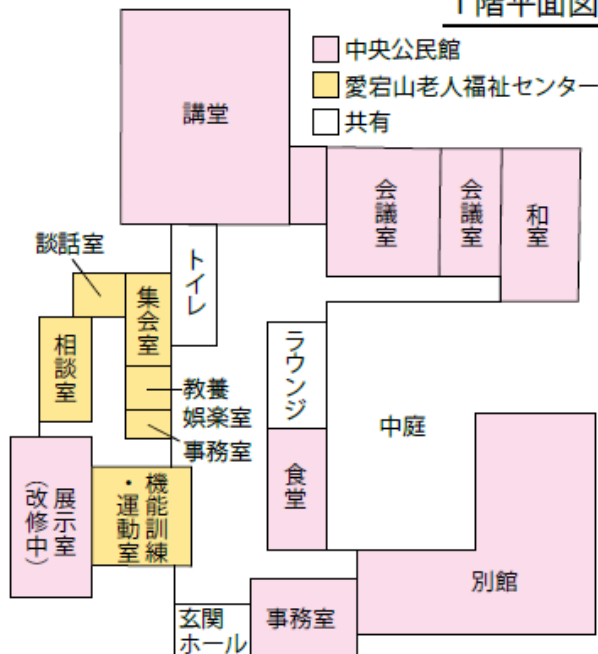 1階平面図
中央公民館
愛宕山老人福祉センター
共有
講堂
会議室
会議室
和室
談話室
トイレ
集会室
相談室
ラウンジ
教養
娯楽室
事務室
中庭
食堂
展示室
（改修中）
機能訓練
・運動室
別館
玄関
ホール
事務室